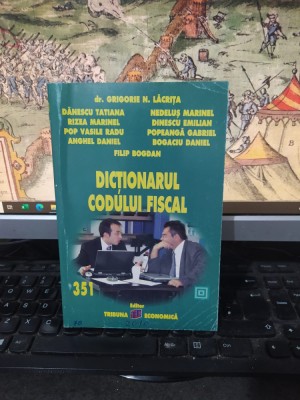 dr. GRIGORIE N. LĂCRIȚA
DĂNESCU TATIANA NEDELUȘ MARINEL
RIZEA MARINEL DINESCU EMILIAN
POP VASILE RADU POPEANGĂ GABRIEL
ANGHEL DANIEL BOGACIU DANIEL
FILIP BOGDAN
DICȚIONARUL
CODULUI FISCAL
351
Editor
TRIBUNA ECONOMICĂ